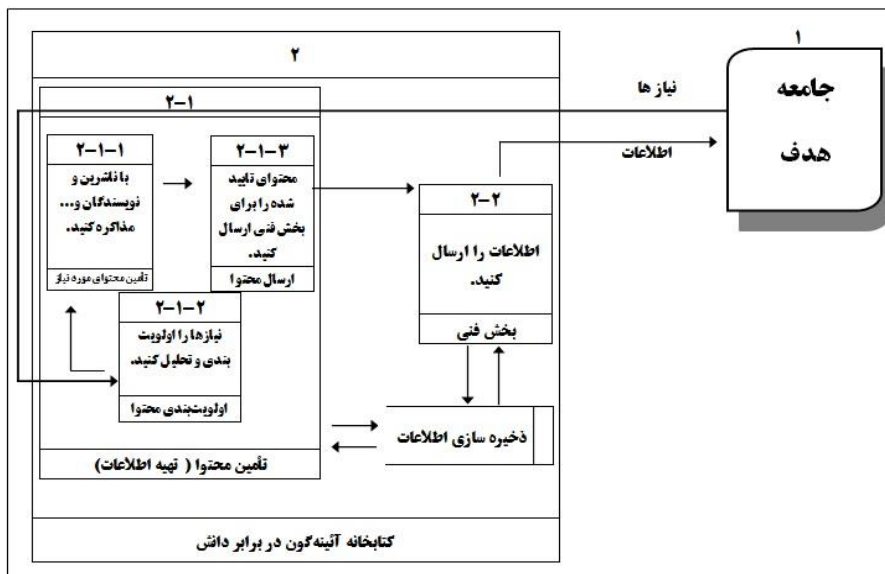 ۱
جامعه
هدف
نیاز ها
اطلاعات
۲
۲-۱
۲-۱-۱
با ناشرین و
نویسندگان و...
مذاکره کنید.
تأمین محتوای مورد نیاز
۲-۱-۳
محتوای تایید
شده را برای
بخش فنی ارسال
کنید.
ارسال محتوا
۲-۱-۲
نیازها را اولویت
بندی و تحلیل کنید.
اولویت‌بندی محتوا
۲-۲
اطلاعات را ارسال
کنید.
بخش فنی
ذخیره سازی اطلاعات
تأمین محتوا ( تهیه اطلاعات)
کتابخانه آئینه‌گون در برابر دانش